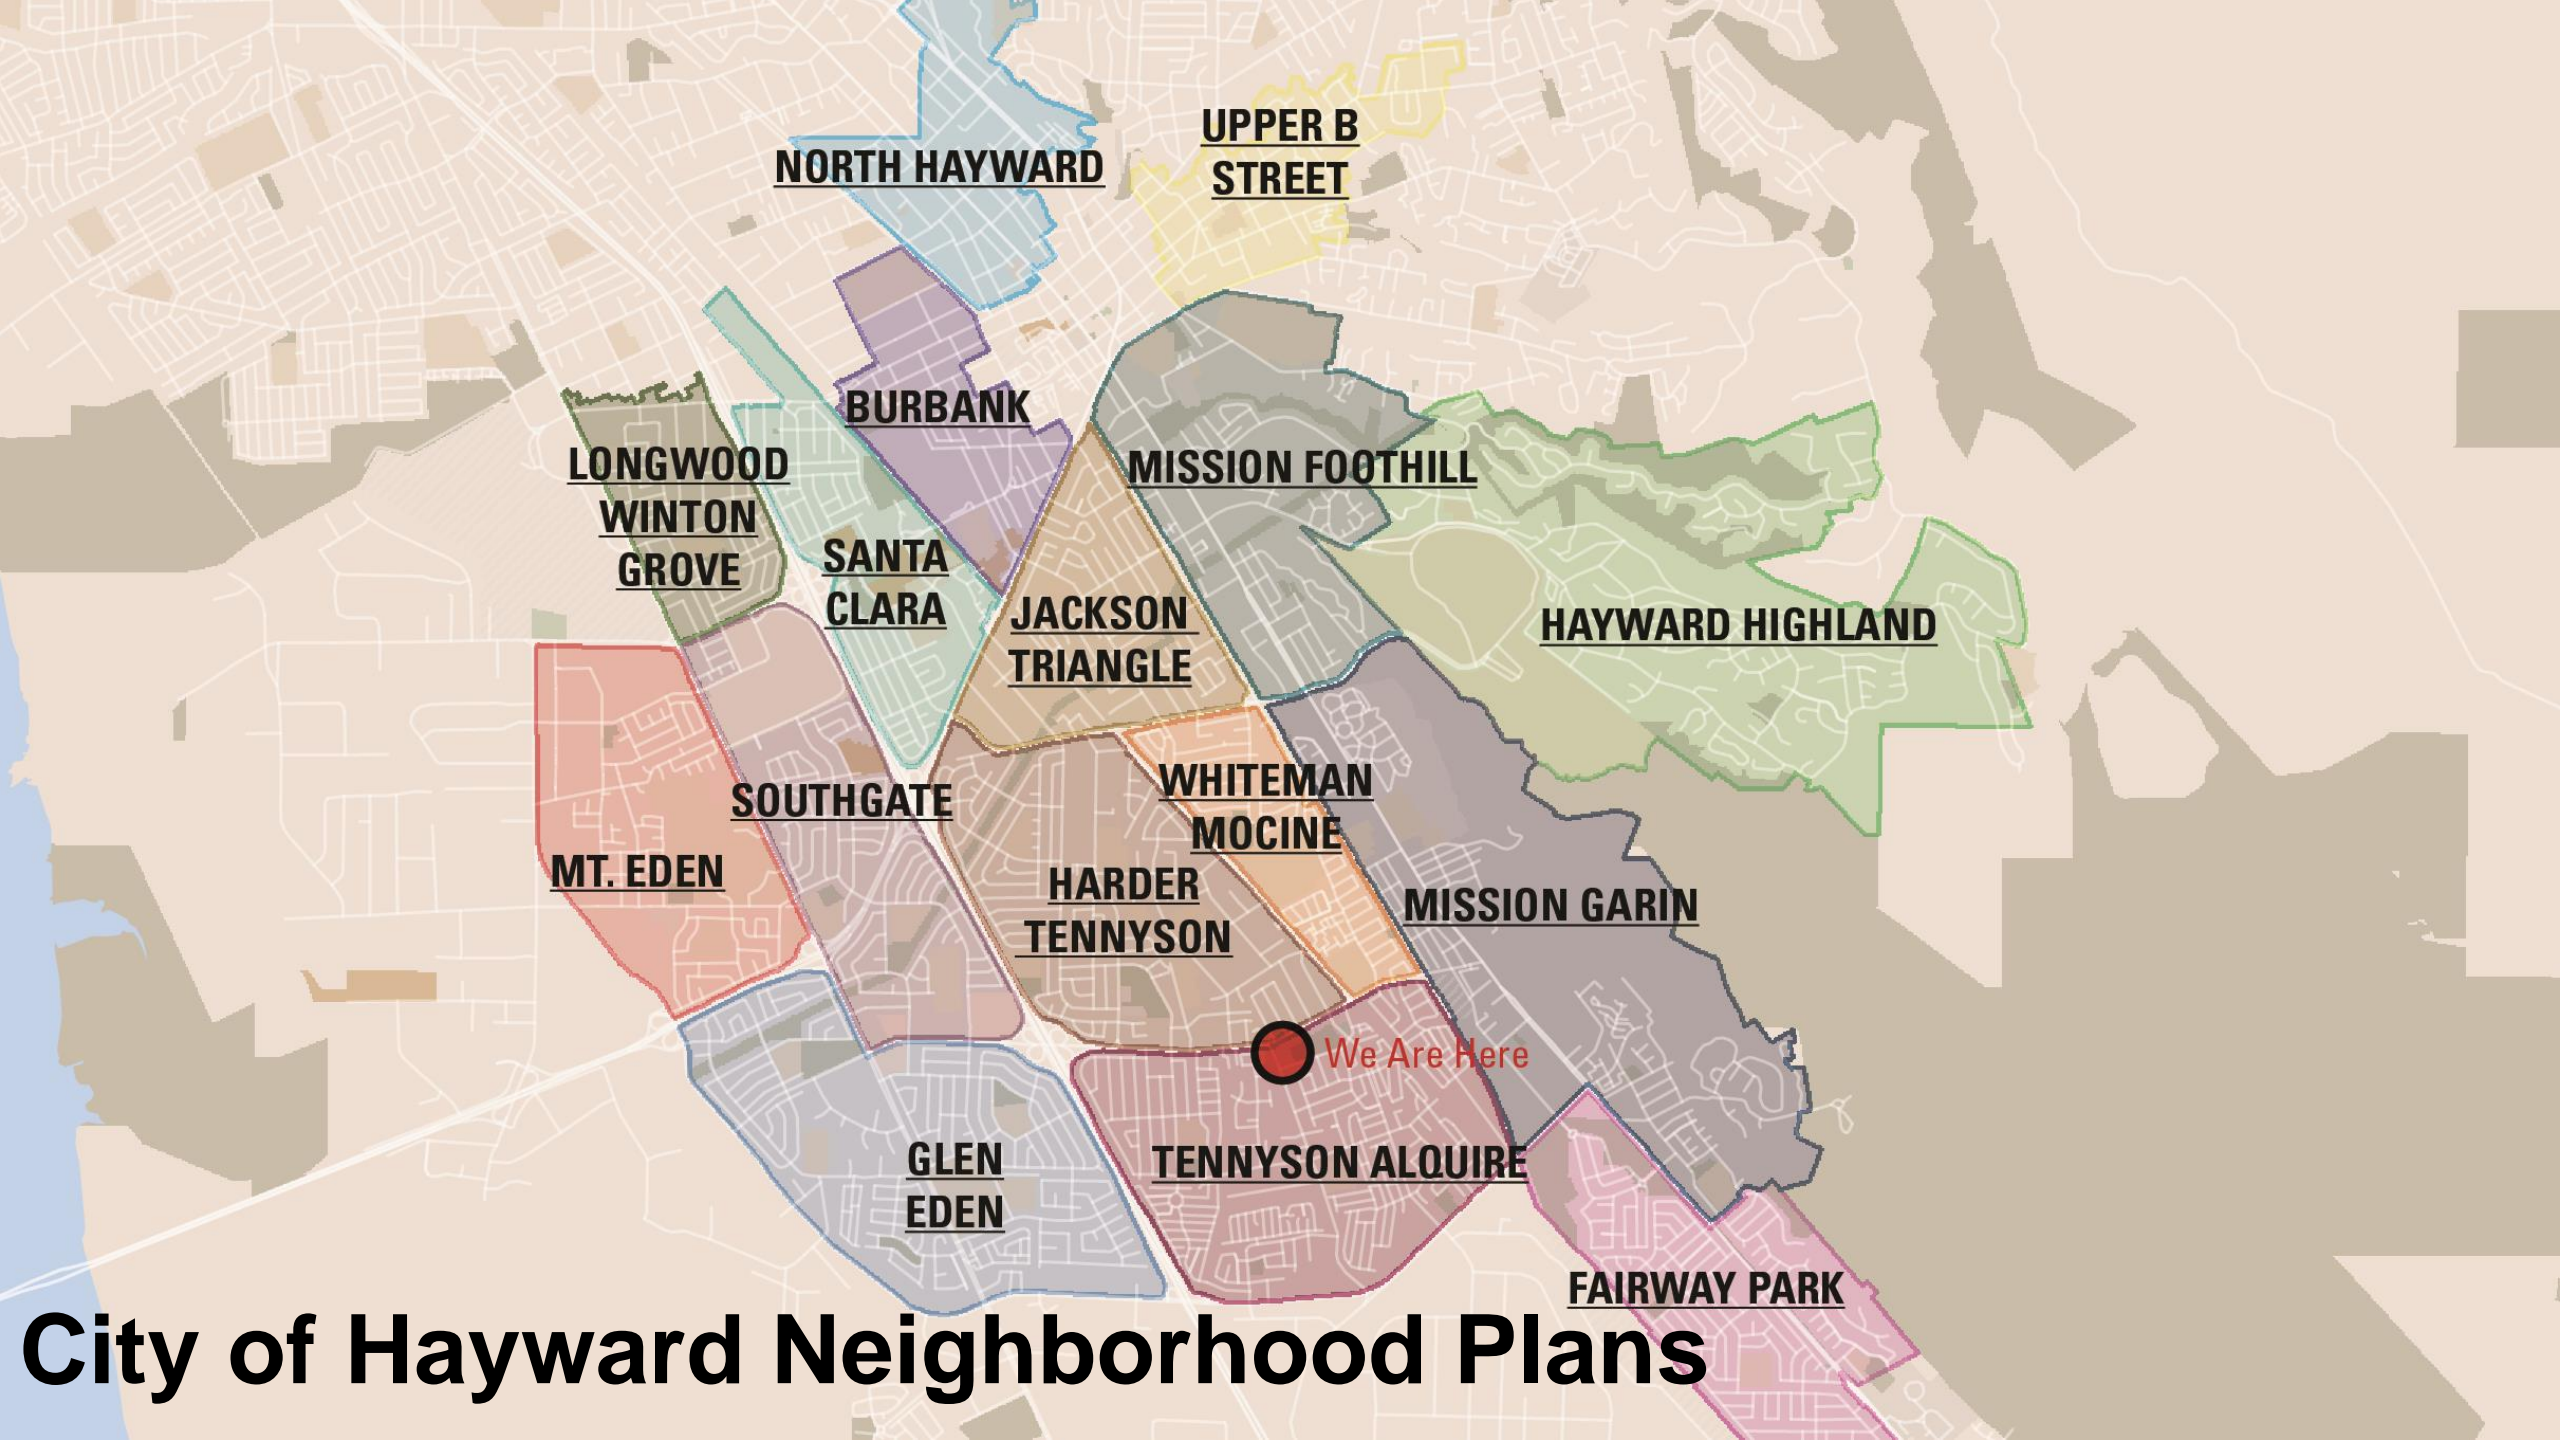 UPPER B
STREET
NORTH HAYWARD
BURBANK
LONGWOOD
WINTON
GROVE
MISSION FOOTHILL
SANTA
CLARA
JACKSON
TRIANGLE
HAYWARD HIGHLAND
SOUTHGATE
WHITEMAN
MOCINE
MT. EDEN
HARDER
TENNYSON
MISSION GARIN
We Are Here
GLEN
EDEN
TENNYSON ALQUIRE
FAIRWAY PARK
City of Hayward Neighborhood Plans